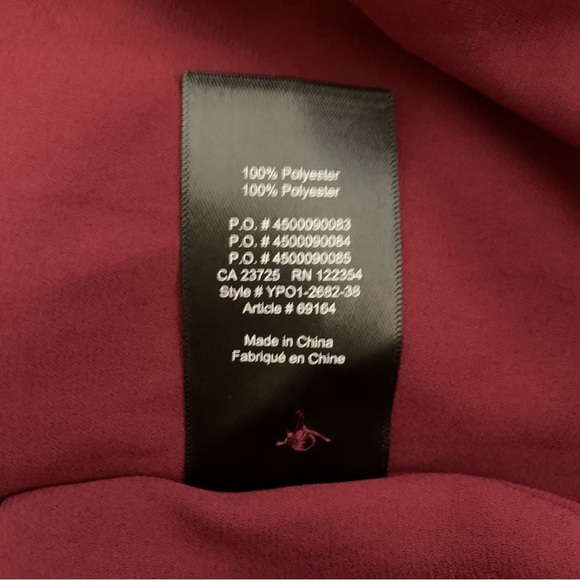 100% Polyester
100% Polyester
P.O. # 4500090083
P.O. # 4500090084
P.O. # 4500090085
CA 23725 RN 122354
Style # YPO1-2682-38
Article # 69164
Made in China
Fabriqué en Chine